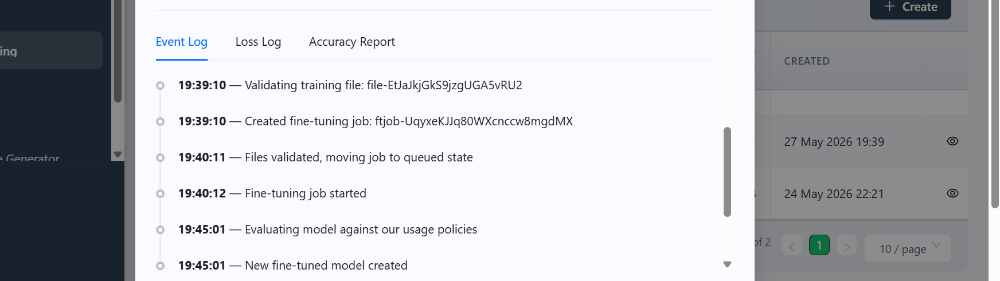 ing
e Generator
Event Log
Loss Log
Accuracy Report
19:39:10 — Validating training file: file-EtJaJkjGkS9jzgUGA5vRU2
19:39:10 — Created fine-tuning job: ftjob-UqyxeKJJq80WXcnccw8mgdMX
19:40:11 — Files validated, moving job to queued state
19:40:12 — Fine-tuning job started
19:45:01 — Evaluating model against our usage policies
19:45:01 — New fine-tuned model created
+ Create
CREATED
27 May 2026 19:39
24 May 2026 22:21
of 2
< 1 >
10 / page